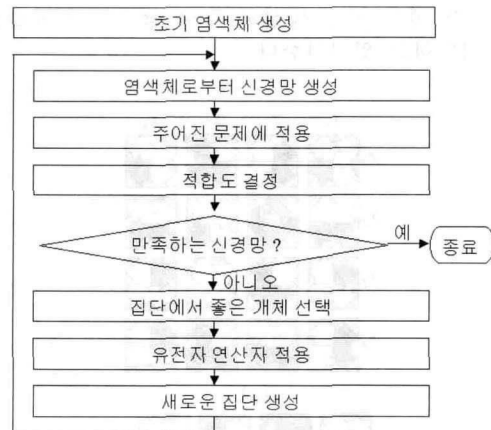 초기 염색체 생성
염색체로부터 신경망 생성
주어진 문제에 적용
적합도 결정
만족하는 신경망 ?
예
종료
아니오
집단에서 좋은 개체 선택
유전자 연산자 적용
새로운 집단 생성